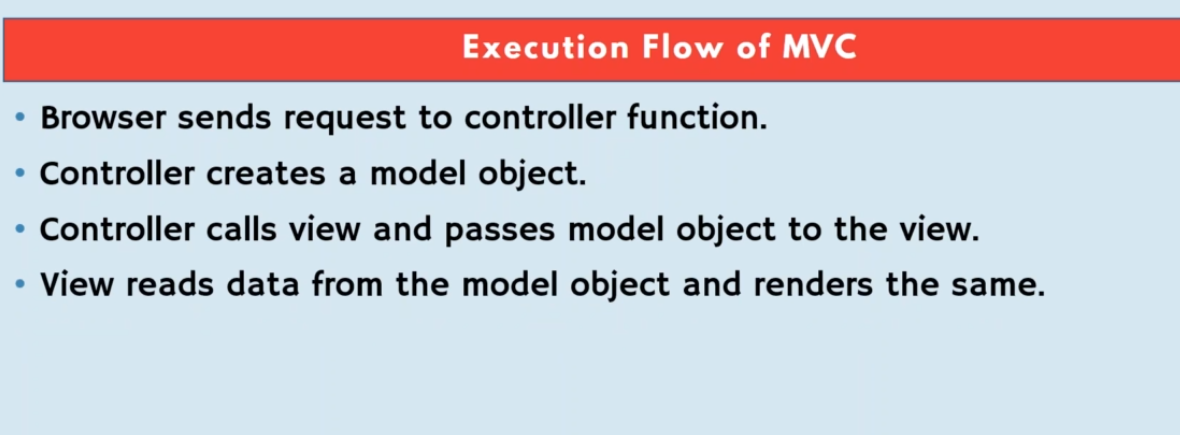 Execution Flow of MVC
• Browser sends request to controller function.
• Controller creates a model object.
• Controller calls view and passes model object to the view.
• View reads data from the model object and renders the same.